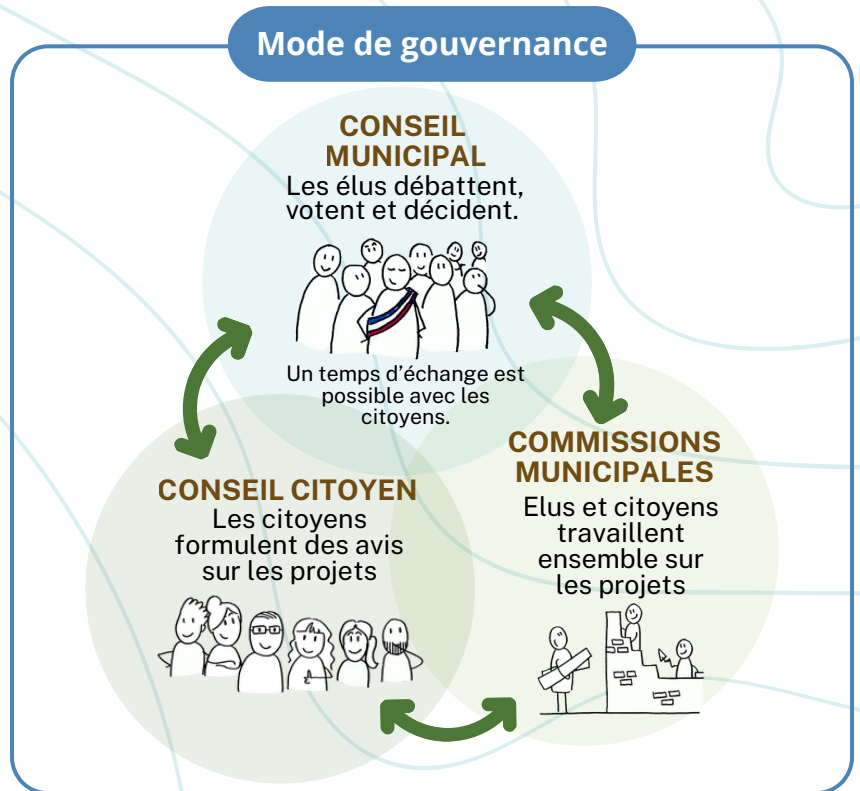 Mode de gouvernance
CONSEIL
MUNICIPAL
Les élus débattent,
votent et décident.
Un temps d’échange est
possible avec les
citoyens.
CONSEIL CITOYEN
Les citoyens
formulent des avis
sur les projets
COMMISSIONS
MUNICIPALES
Elus et citoyens
travaillent
ensemble sur
les projets